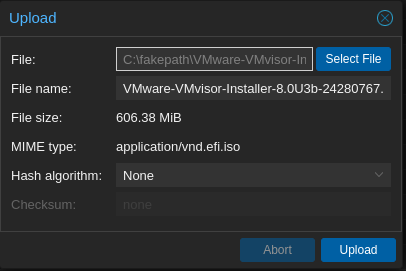 Upload
File: C:\fakepath\VMware-VMvisor-In Select File
File name: VMware-VMvisor-Installer-8.0U3b-24280767.
File size: 606.38 MiB
MIME type: application/vnd.efi.iso
Hash algorithm: None
Checksum: none
Abort Upload